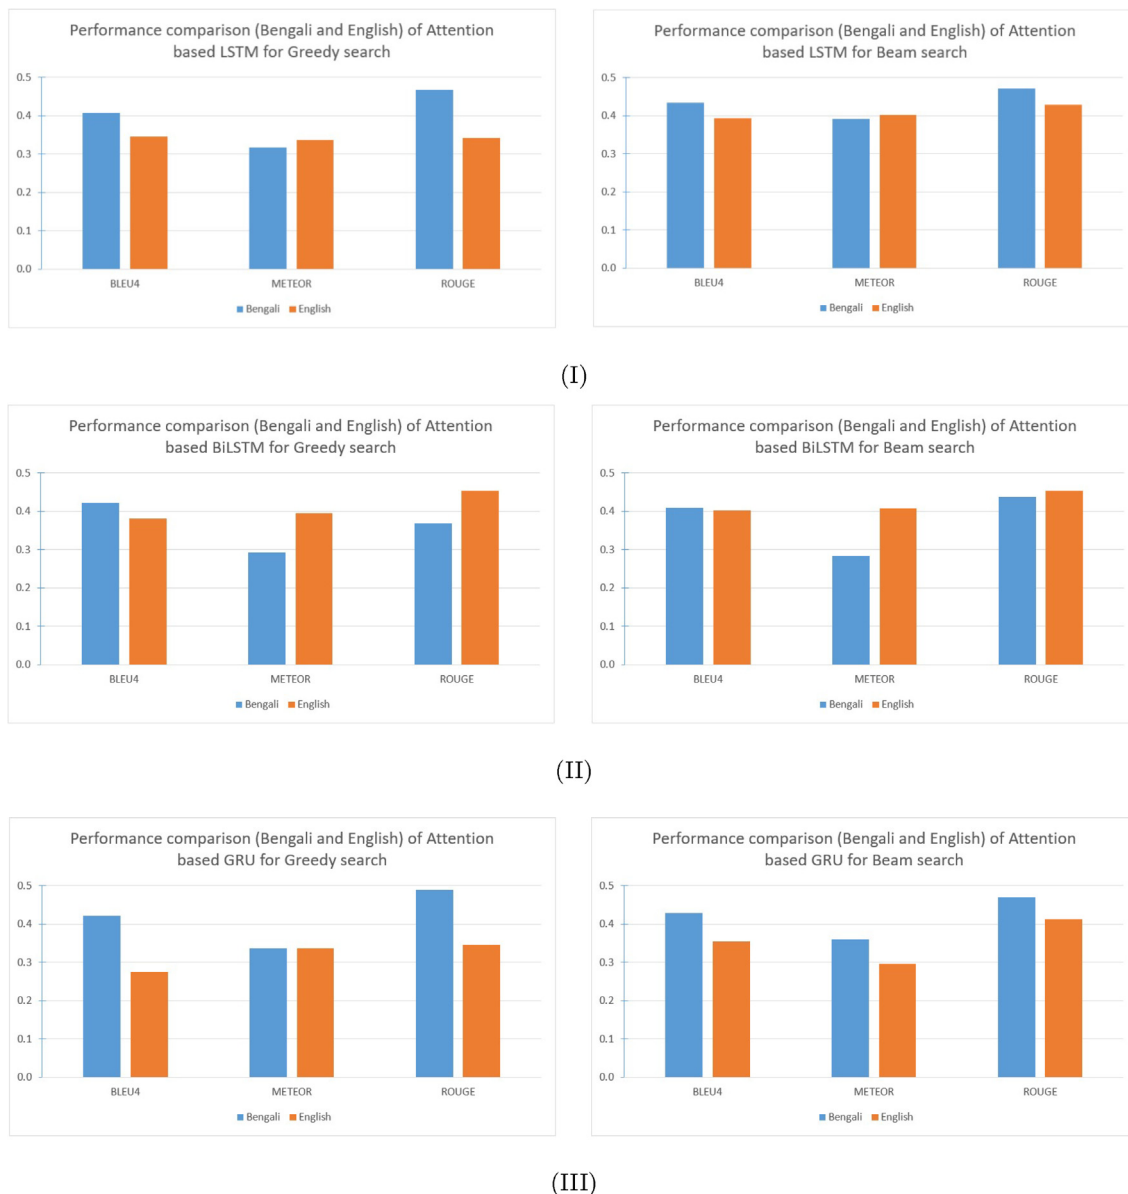 Performance comparison (Bengali and English) of Attention
based LSTM for Greedy search
0.5
0.4
0.3
0.2
0.1
0.0
BLEU4 METEOR ROUGE
Bengali English
Performance comparison (Bengali and English) of Attention
based LSTM for Beam search
0.5
0.4
0.3
0.2
0.1
0.0
BLEU4 METEOR ROUGE
Bengali English
(I)
Performance comparison (Bengali and English) of Attention
based BiLSTM for Greedy search
0.5
0.4
0.3
0.2
0.1
0.0
BLEU4 METEOR ROUGE
Bengali English
Performance comparison (Bengali and English) of Attention
based BiLSTM for Beam search
0.5
0.4
0.3
0.2
0.1
0.0
BLEU4 METEOR ROUGE
Bengali English
(II)
Performance comparison (Bengali and English) of Attention
based GRU for Greedy search
0.5
0.4
0.3
0.2
0.1
0.0
BLEU4 METEOR ROUGE
Bengali English
Performance comparison (Bengali and English) of Attention
based GRU for Beam search
0.5
0.4
0.3
0.2
0.1
0.0
BLEU4 METEOR ROUGE
Bengali English
(III)